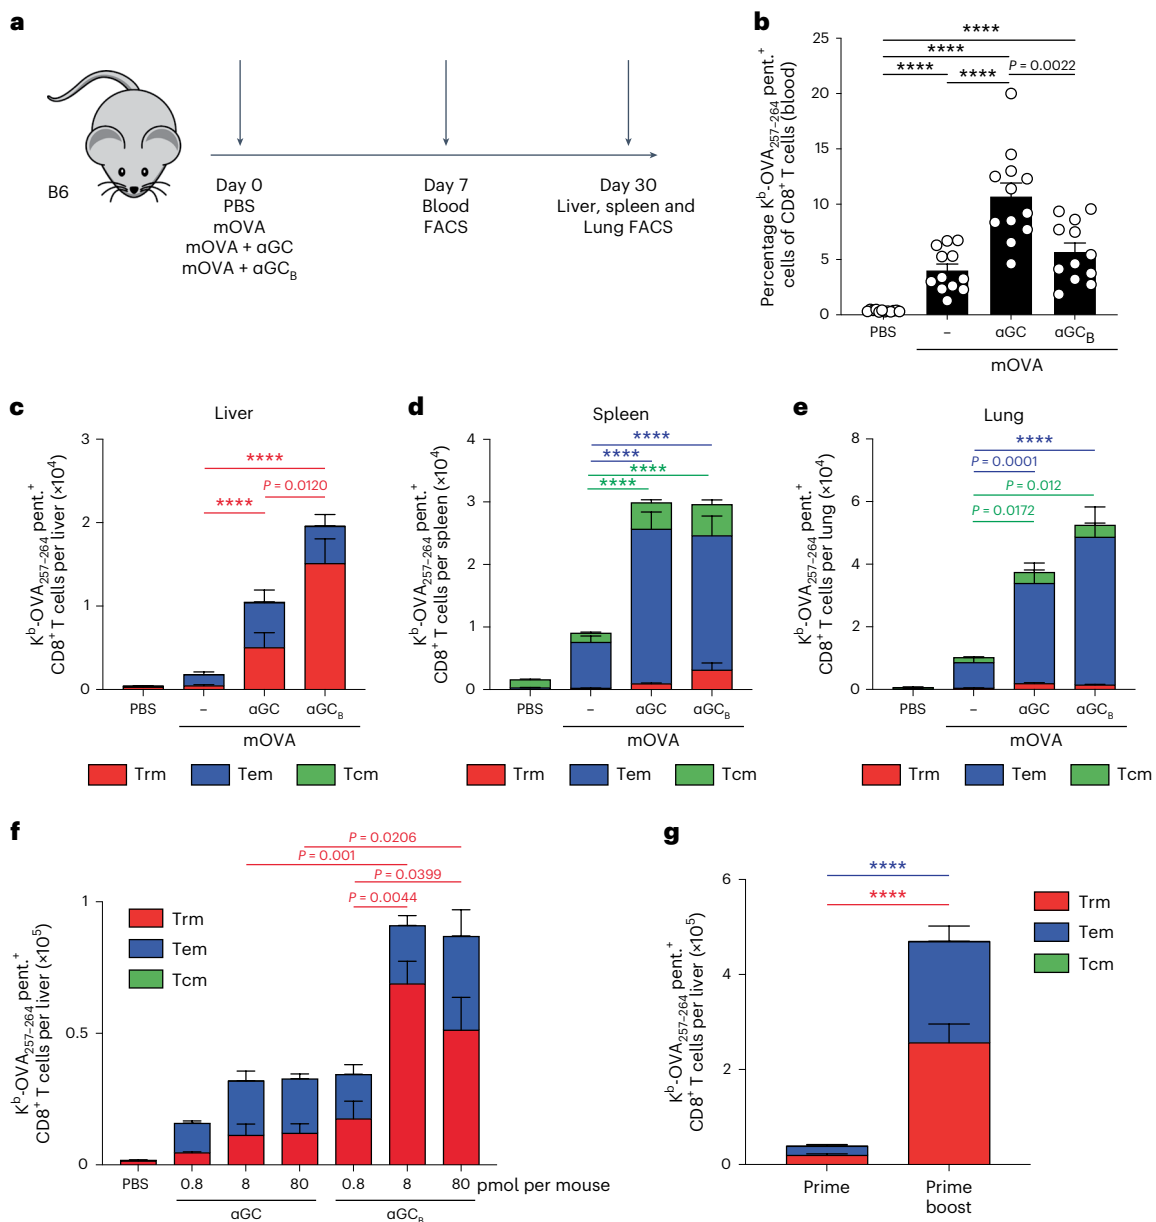 a
B6
Day 0
PBS
mOVA
mOVA + αGC
mOVA + αGC_B
Day 7
Blood
FACS
Day 30
Liver, spleen and
Lung FACS
b
Percentage K^b-OVA_257–264 pent.^+
cells of CD8^+ T cells (blood)
25
20
15
10
5
0
****
****
**** **** P = 0.0022
PBS – αGC αGC_B
mOVA
c
Liver
K^b-OVA_257–264 pent.^+
CD8^+ T cells per liver (×10^4)
3
2
1
0
****
P = 0.0120
****
PBS – αGC αGC_B
mOVA
Trm Tem Tcm
d
Spleen
K^b-OVA_257–264 pent.^+
CD8^+ T cells per spleen (×10^4)
4
3
2
1
0
****
****
****
****
PBS – αGC αGC_B
mOVA
Trm Tem Tcm
e
Lung
K^b-OVA_257–264 pent.^+
CD8^+ T cells per lung (×10^4)
8
6
4
2
0
****
P = 0.0001
P = 0.012
P = 0.0172
PBS – αGC αGC_B
mOVA
Trm Tem Tcm
f
K^b-OVA_257–264 pent.^+
CD8^+ T cells per liver (×10^5)
1
0.5
0
P = 0.0206
P = 0.001
P = 0.0399
P = 0.0044
Trm
Tem
Tcm
PBS 0.8 8 80 0.8 8 80 pmol per mouse
αGC αGC_B
g
K^b-OVA_257–264 pent.^+
CD8^+ T cells per liver (×10^5)
6
4
2
0
****
****
Trm
Tem
Tcm
Prime Prime
boost